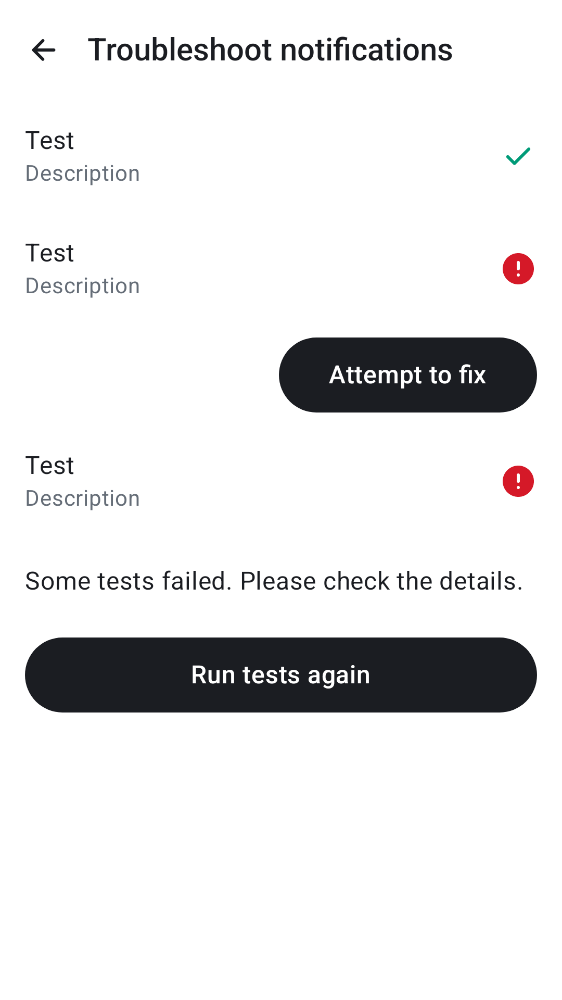 Troubleshoot notifications
Test
Description
Test
Description
Attempt to fix
Test
Description
Some tests failed. Please check the details.
Run tests again